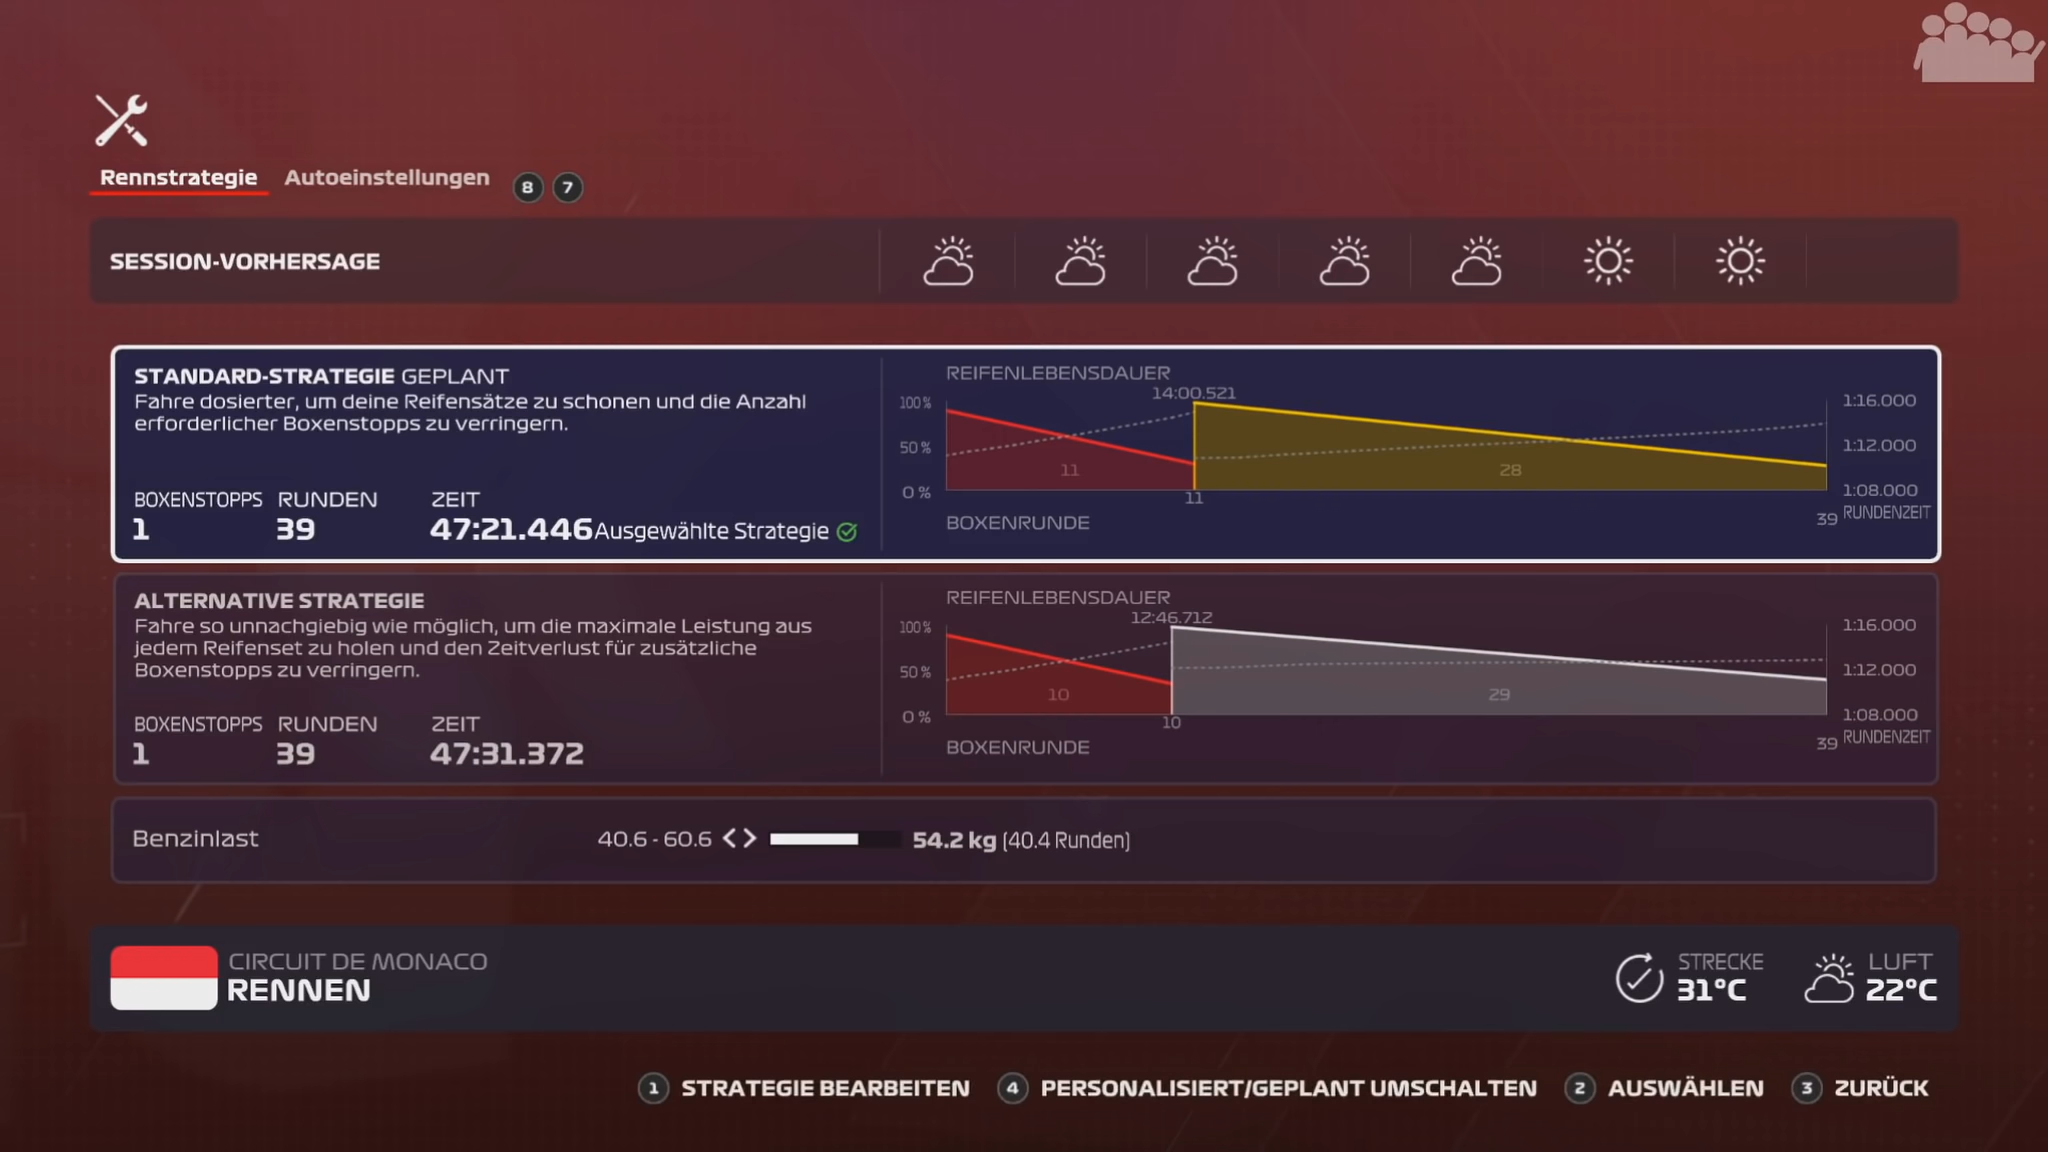 Rennstrategie Autoeinstellungen 8 7
SESSION-VORHERSAGE
STANDARD-STRATEGIE GEPLANT
Fahre dosierter, um deine Reifensätze zu schonen und die Anzahl
erforderlicher Boxenstopps zu verringern.
BOXENSTOPPS RUNDEN ZEIT
1 39 47:21.446 Ausgewählte Strategie
REIFENLEBENSDAUER
14:00.521
100 % 1:16.000
50 % 1:12.000
11 28
0 % 1:08.000
11
39 RUNDENZEIT
BOXENRUNDE
ALTERNATIVE STRATEGIE
Fahre so unnachgiebig wie möglich, um die maximale Leistung aus
jedem Reifenset zu holen und den Zeitverlust für zusätzliche
Boxenstopps zu verringern.
BOXENSTOPPS RUNDEN ZEIT
1 39 47:31.372
REIFENLEBENSDAUER
12:46.712
100 % 1:16.000
50 % 1:12.000
10 29
0 % 1:08.000
10
39 RUNDENZEIT
BOXENRUNDE
Benzinlast 40.6 - 60.6 <> 54.2 kg (40.4 Runden)
CIRCUIT DE MONACO
RENNEN
STRECKE LUFT
31°C 22°C
1 STRATEGIE BEARBEITEN 4 PERSONALISIERT/GEPLANT UMSCHALTEN 2 AUSWÄHLEN 3 ZURÜCK